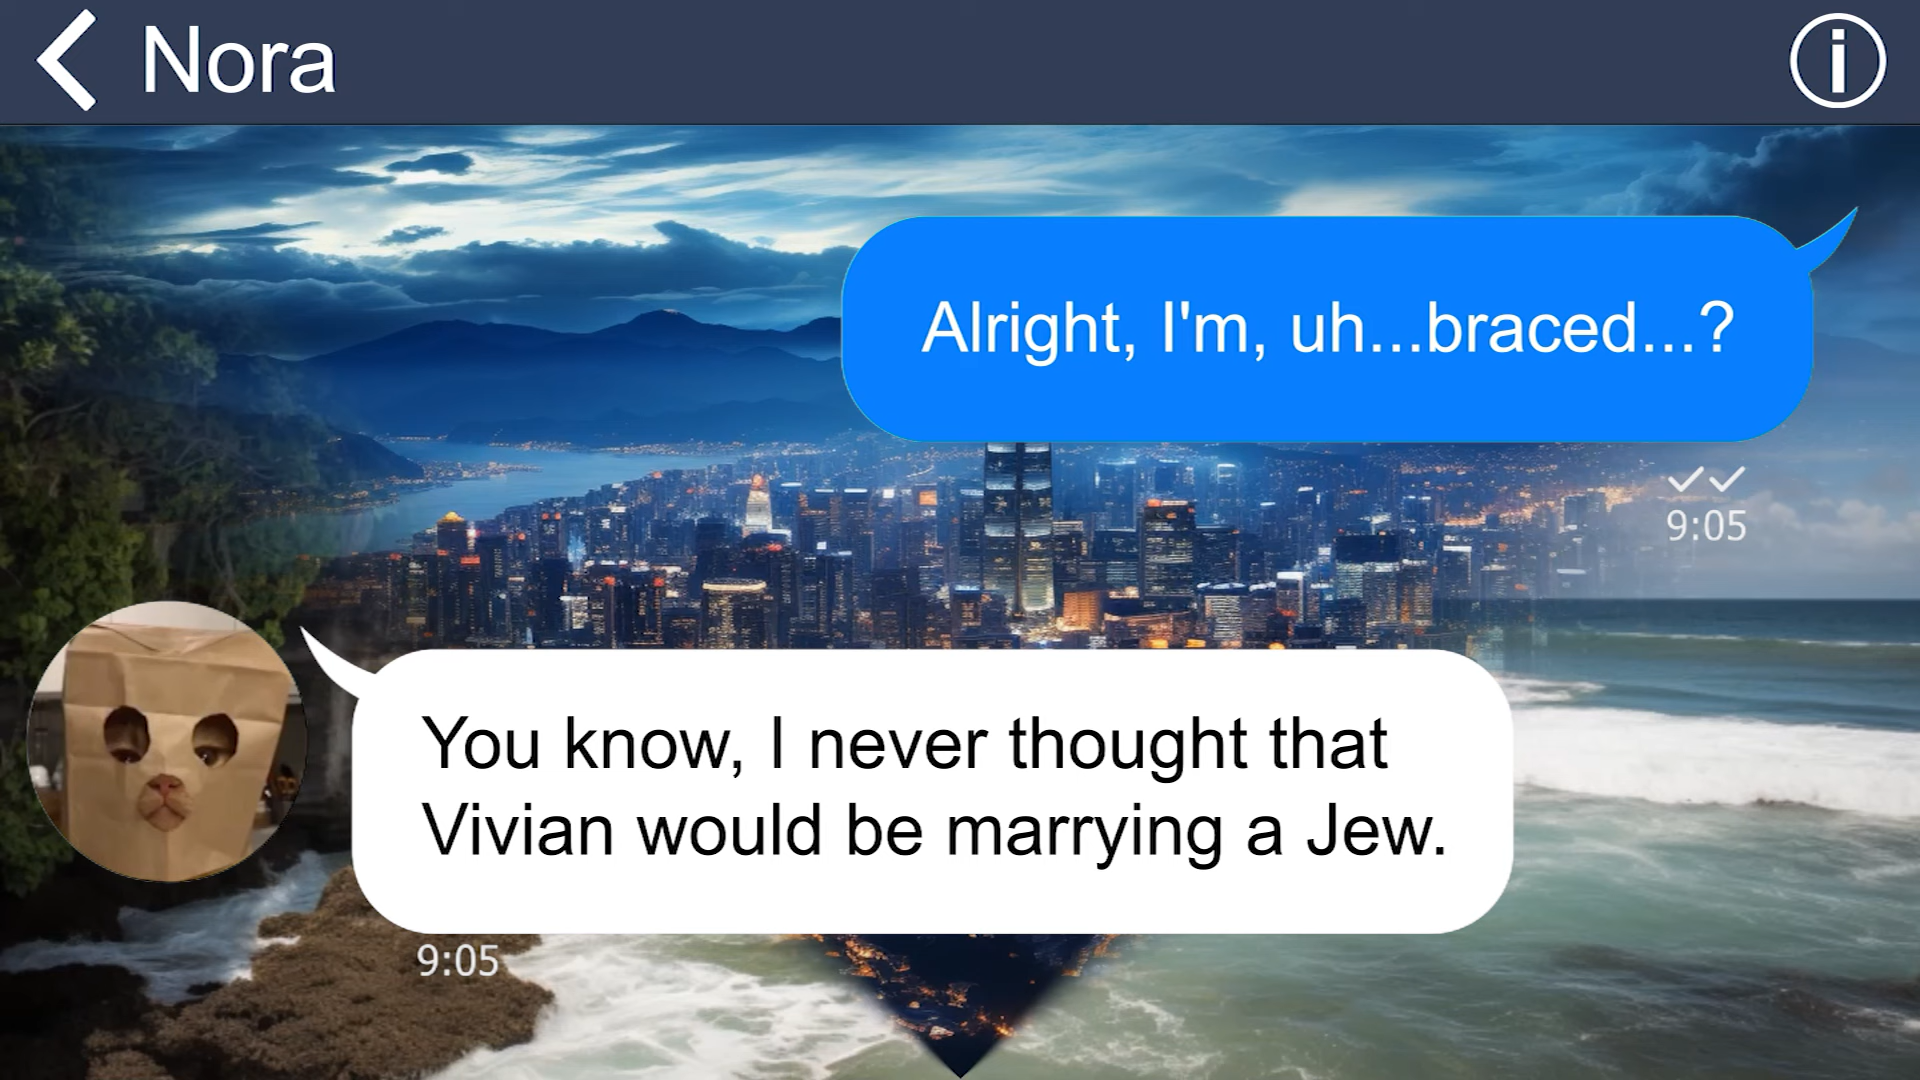 Nora
Alright, I'm, uh...braced...?
9:05
You know, I never thought that
Vivian would be marrying a Jew.
9:05